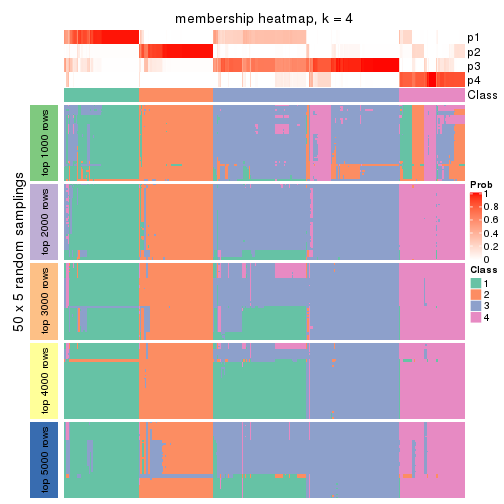 membership heatmap, k = 4
p1
p2
p3
p4
Class
50 x 5 random samplings
top 1000 rows
top 2000 rows
top 3000 rows
top 4000 rows
top 5000 rows
Prob
1
0.8
0.6
0.4
0.2
0
Class
1
2
3
4